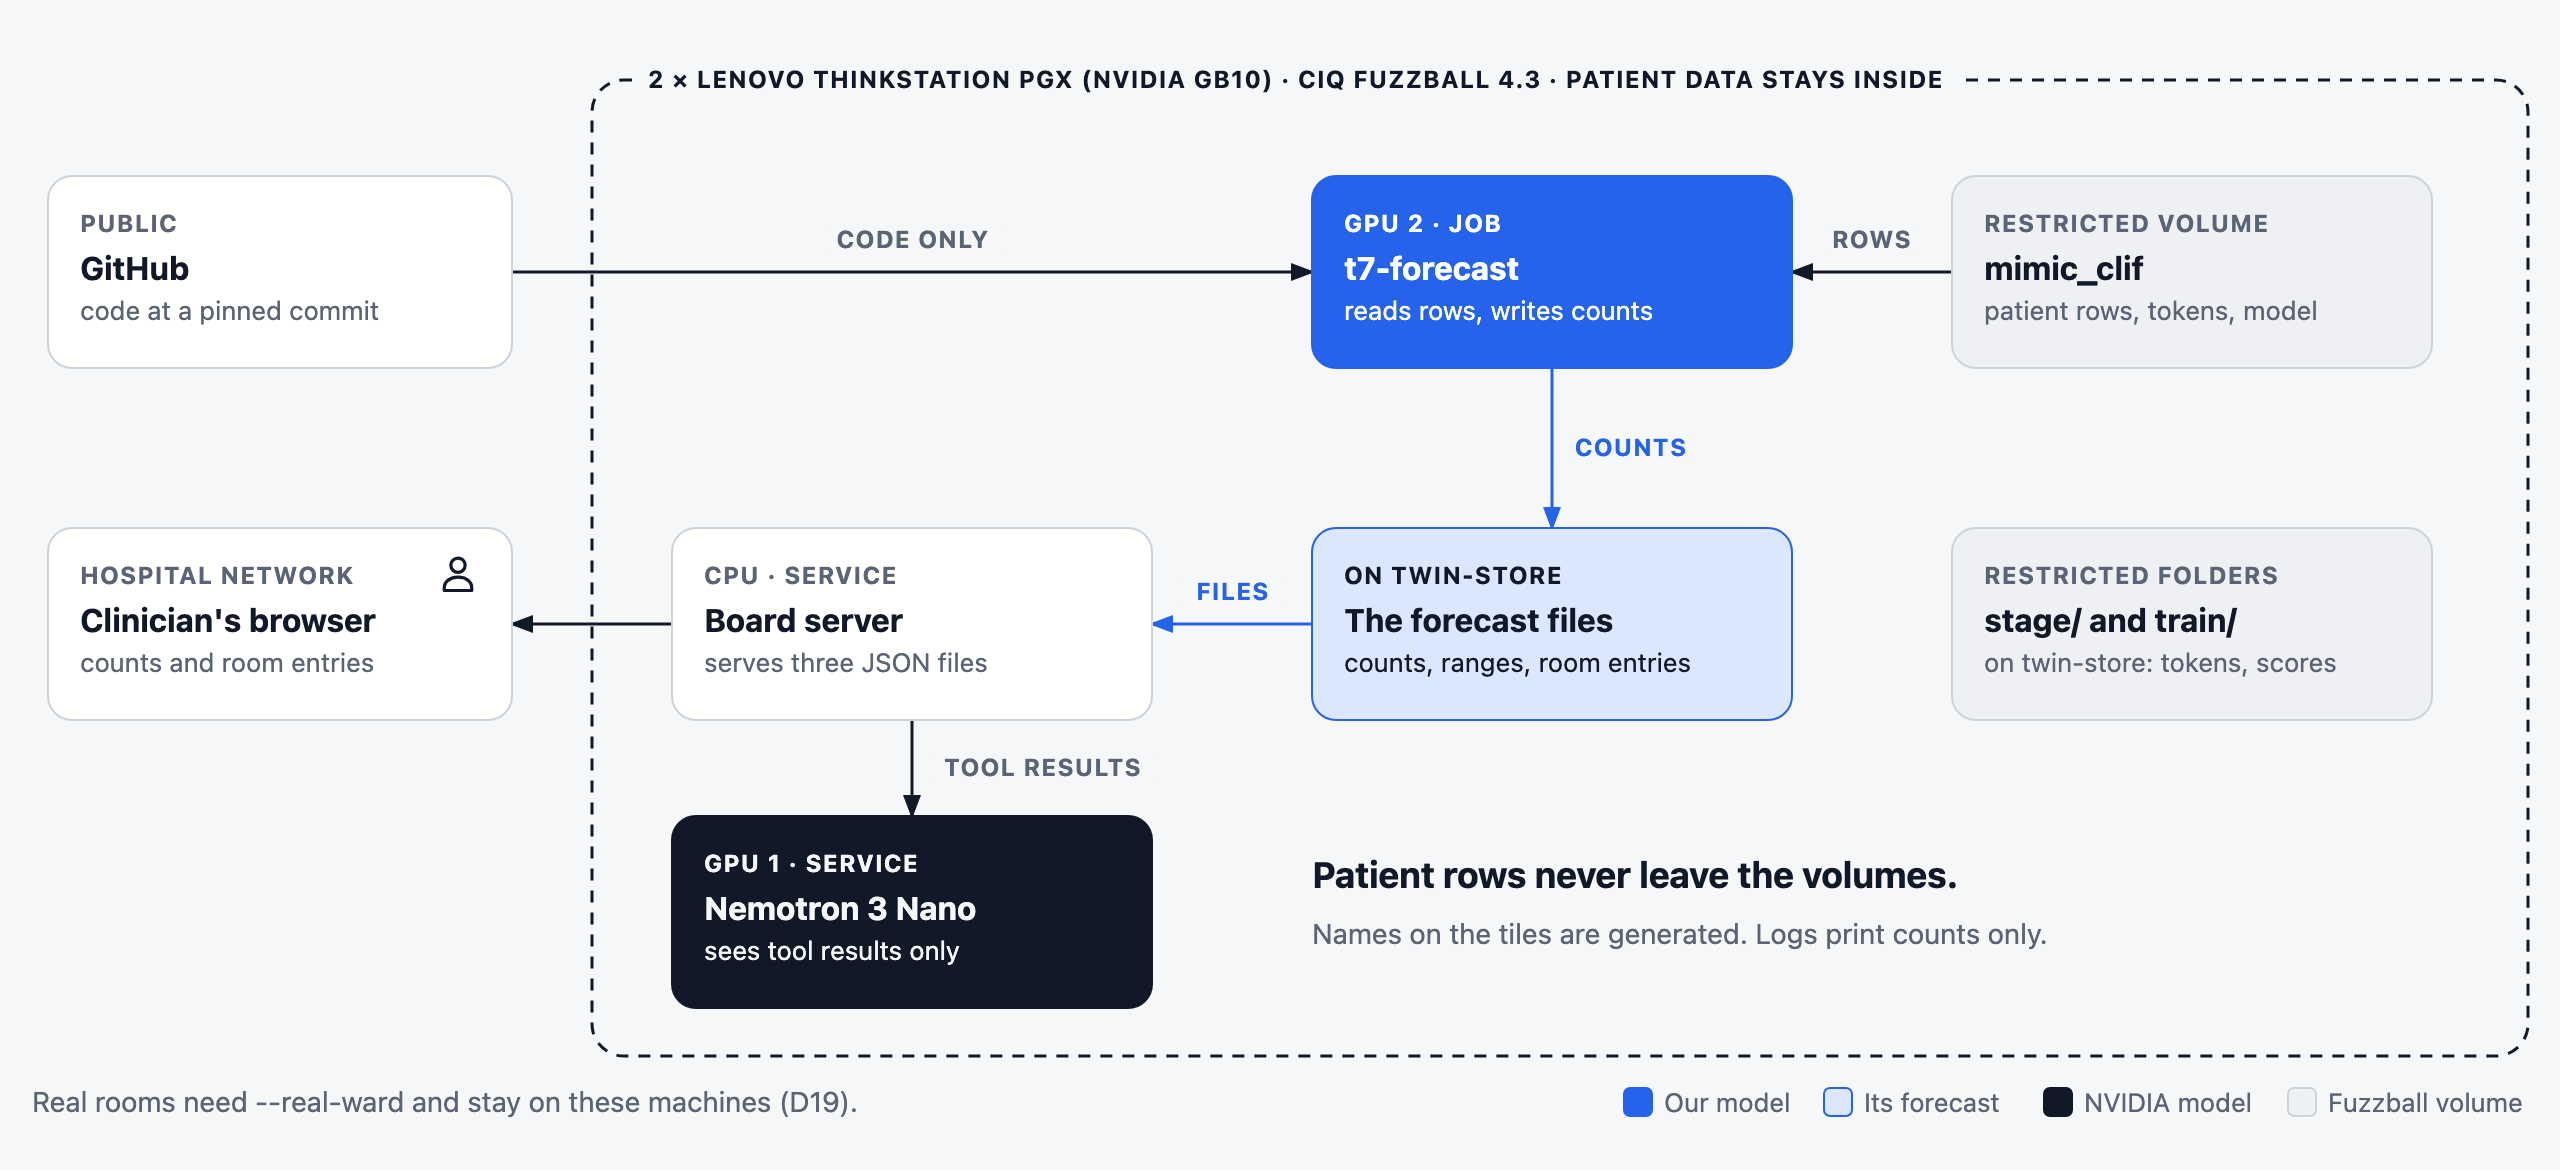 2 × LENOVO THINKSTATION PGX (NVIDIA GB10) · CIQ FUZZBALL 4.3 · PATIENT DATA STAYS INSIDE
PUBLIC
GitHub
code at a pinned commit
CODE ONLY
GPU 2 · JOB
t7-forecast
reads rows, writes counts
ROWS
RESTRICTED VOLUME
mimic_clif
patient rows, tokens, model
COUNTS
HOSPITAL NETWORK
Clinician's browser
counts and room entries
CPU · SERVICE
Board server
serves three JSON files
FILES
ON TWIN-STORE
The forecast files
counts, ranges, room entries
RESTRICTED FOLDERS
stage/ and train/
on twin-store: tokens, scores
TOOL RESULTS
GPU 1 · SERVICE
Nemotron 3 Nano
sees tool results only
Patient rows never leave the volumes.
Names on the tiles are generated. Logs print counts only.
Real rooms need --real-ward and stay on these machines (D19).
Our model
Its forecast
NVIDIA model
Fuzzball volume